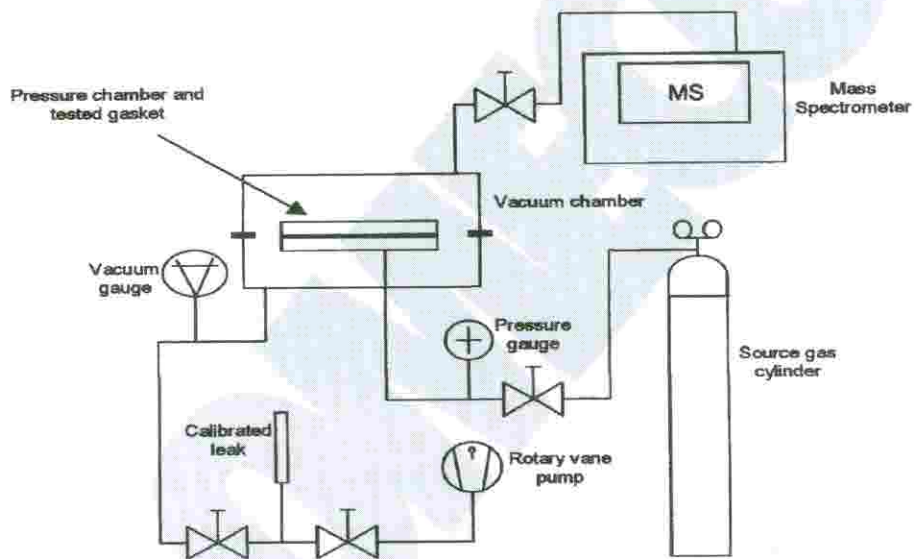 MS
Mass
Spectrometer
Pressure chamber and
tested gasket
Vacuum chamber
Vacuum
gauge
Pressure
gauge
Source gas
cylinder
Calibrated
leak
Rotary vane
pump